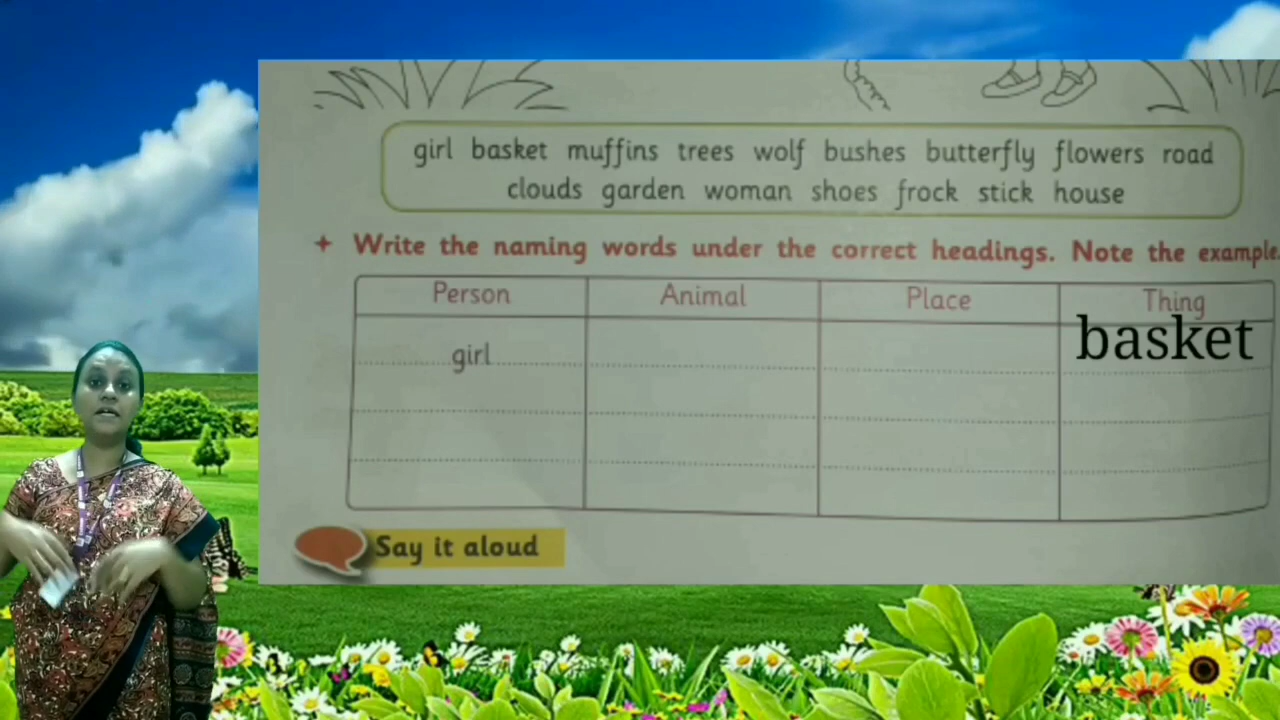 girl basket muffins trees wolf bushes butterfly flowers road
clouds garden woman shoes frock stick house
Write the naming words under the correct headings. Note the example.
Person Animal Place Thing
girl basket
Say it aloud